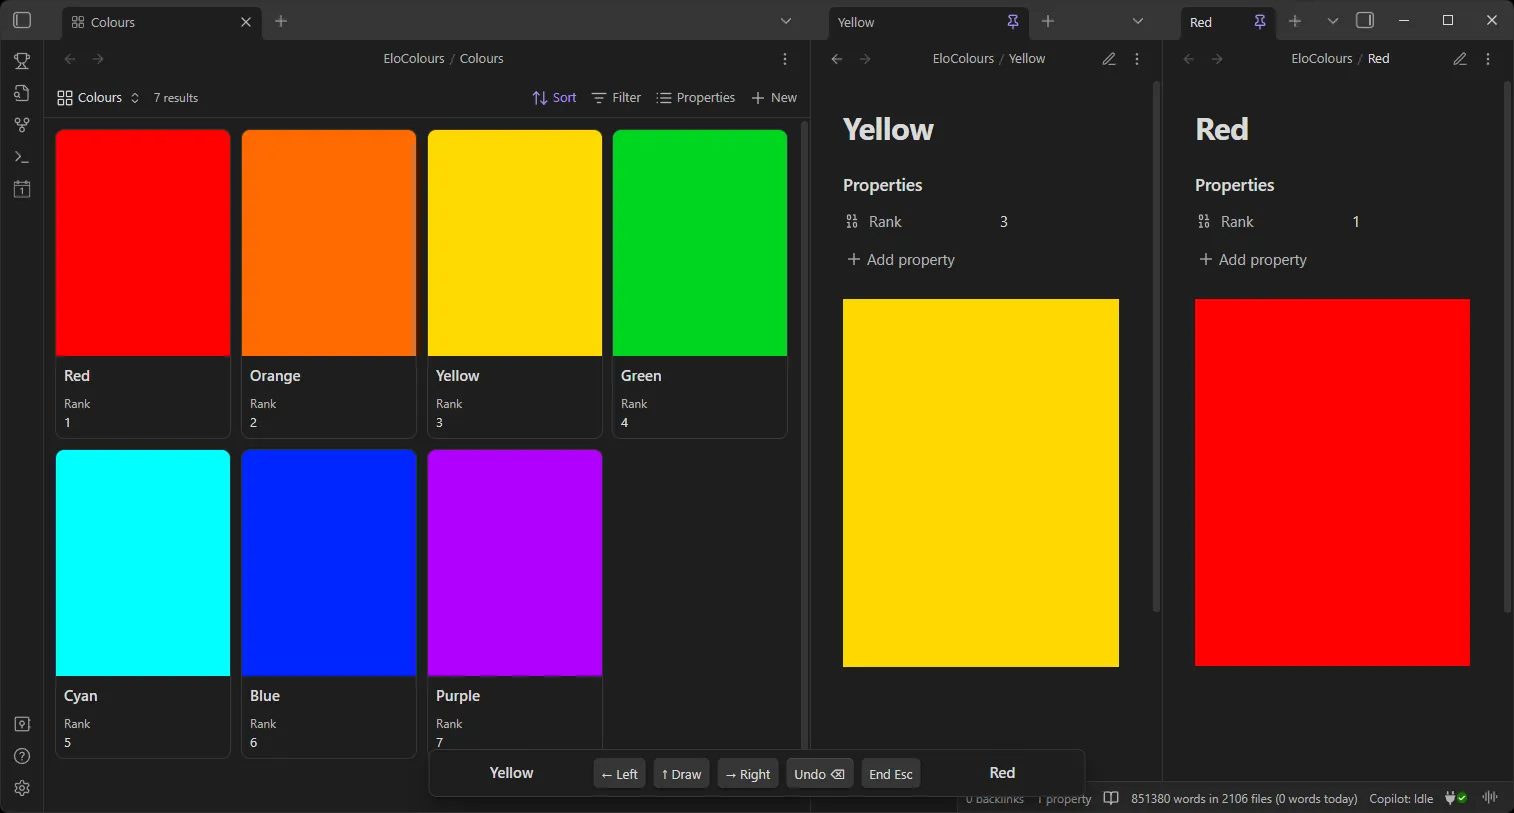 Colours
Yellow
Red
EloColours / Colours
EloColours / Yellow
EloColours / Red
Colours
7 results
Sort
Filter
Properties
New
Red
Rank
1
Orange
Rank
2
Yellow
Rank
3
Green
Rank
4
Cyan
Rank
5
Blue
Rank
6
Purple
Rank
7
Yellow
Properties
Rank 3
Add property
Red
Properties
Rank 1
Add property
Yellow
← Left
↑ Draw
→ Right
Undo ⌫
End Esc
Red
0 backlinks
1 property
851380 words in 2106 files (0 words today)
Copilot: Idle